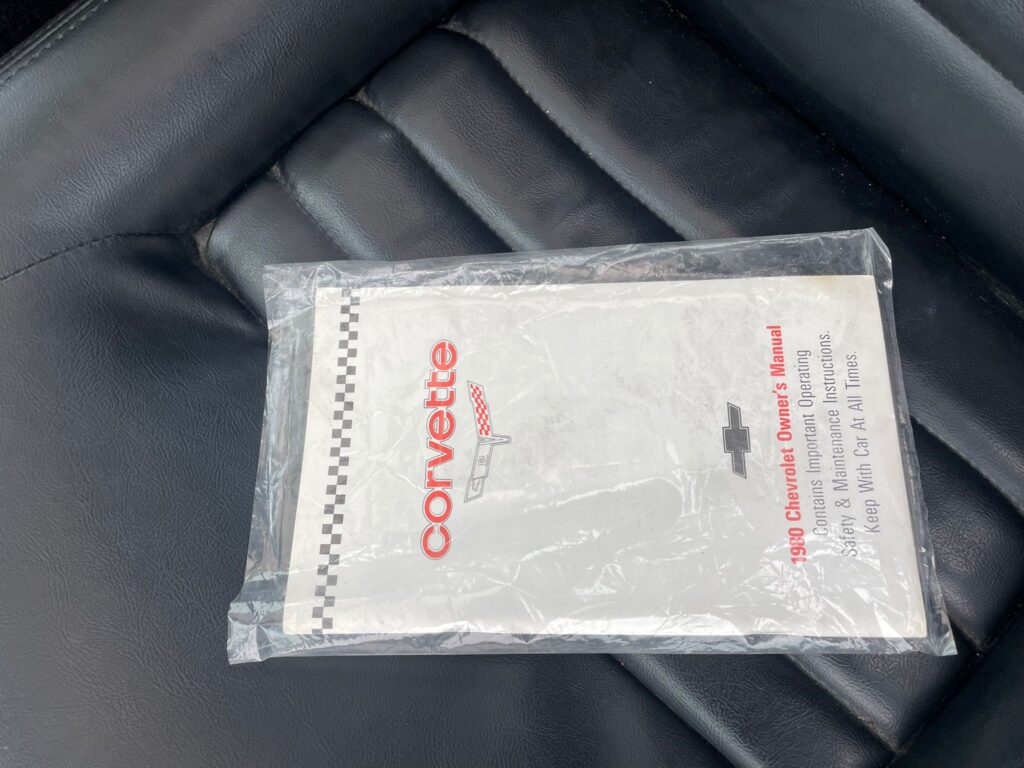 corvette
1980 Chevrolet Owner's Manual
Contains Important Operating
Safety & Maintenance Instructions.
Keep With Car At All Times.